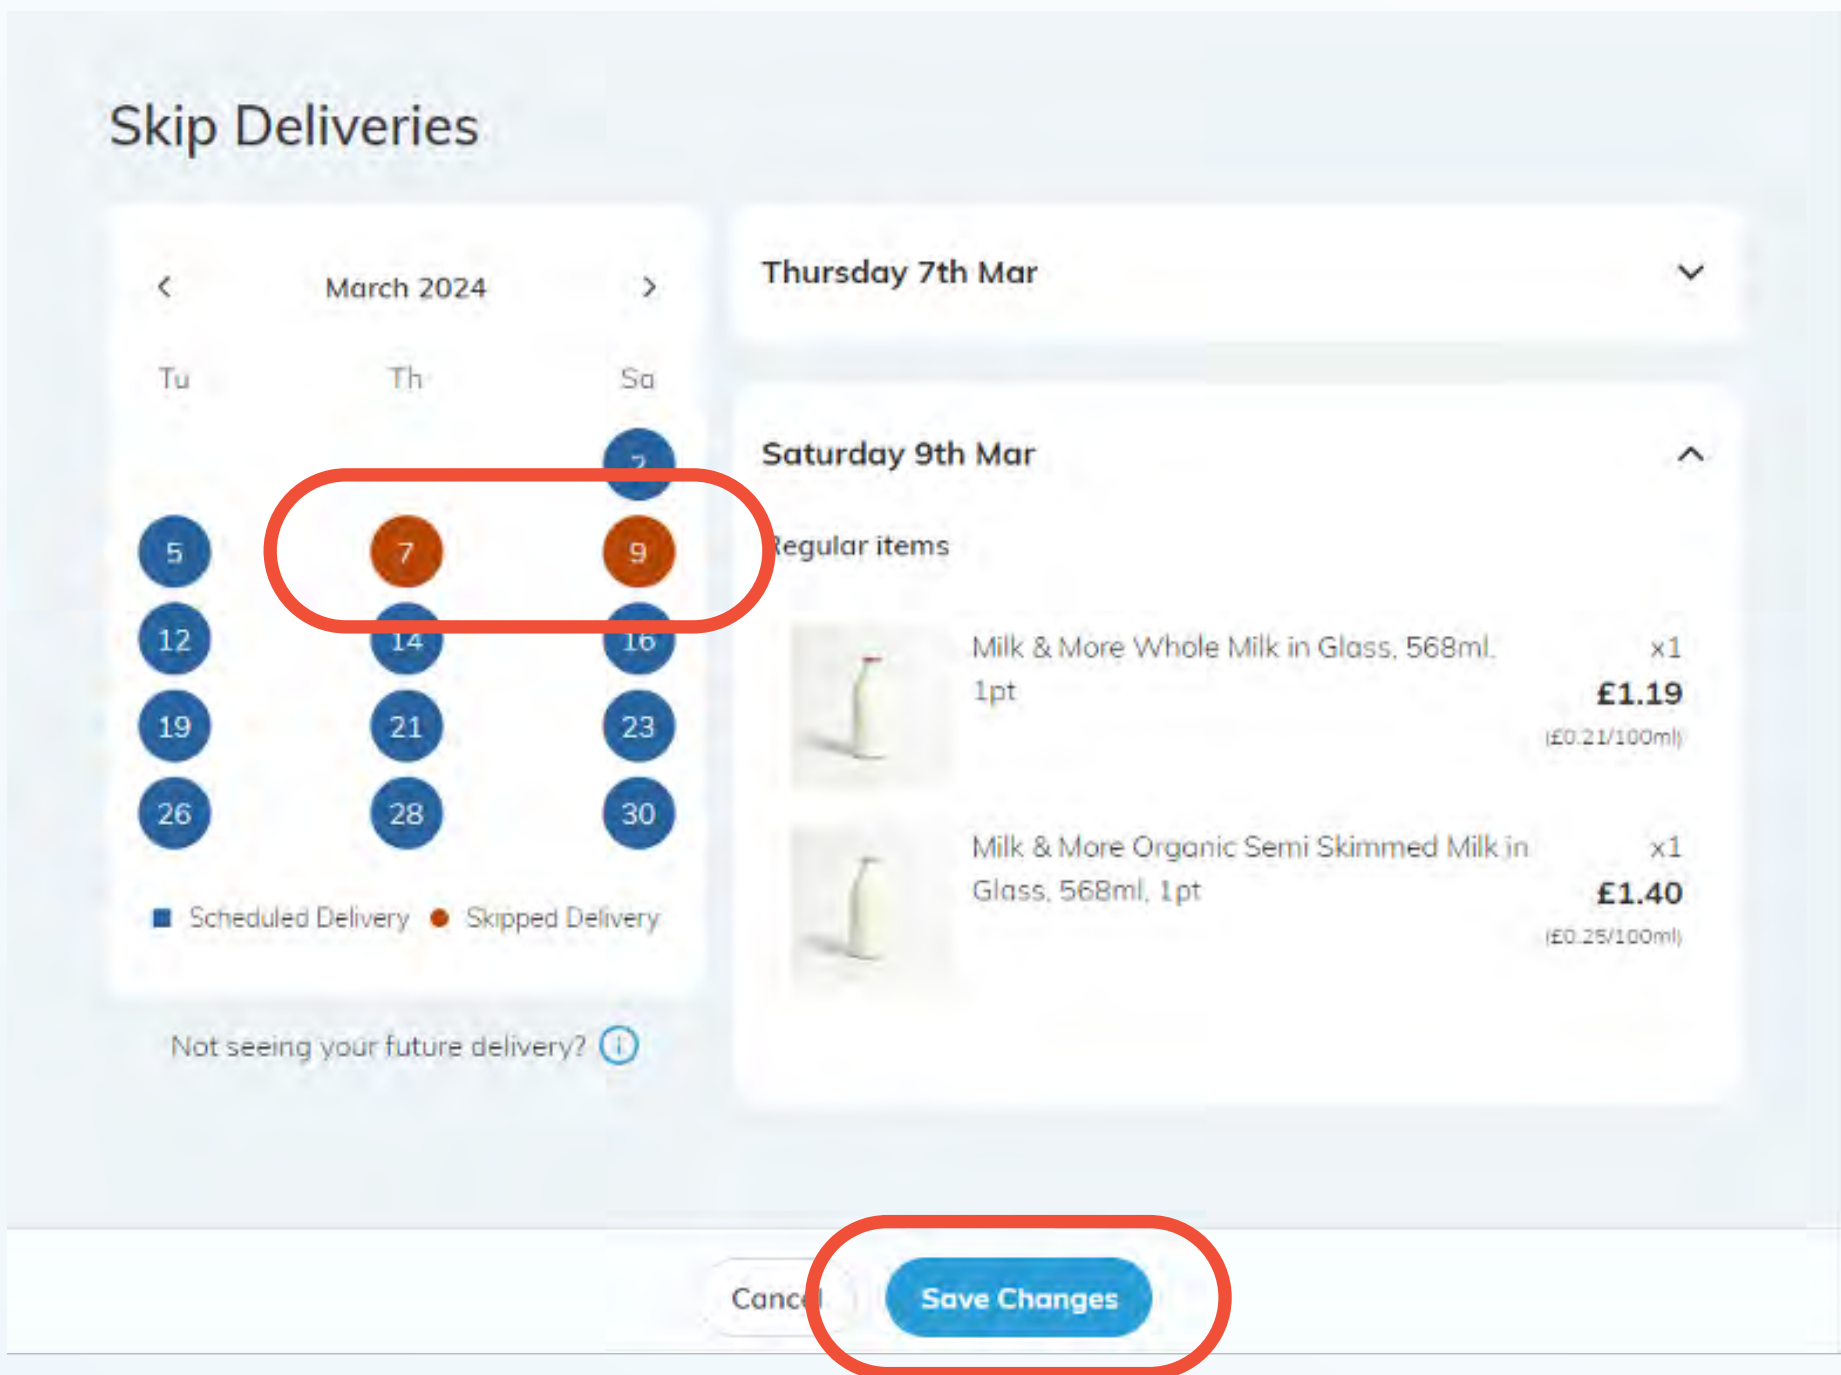 Skip Deliveries
March 2024
Tu Th Sa
2
5 7 9
12 14 16
19 21 23
26 28 30
Scheduled Delivery Skipped Delivery
Not seeing your future delivery? i
Thursday 7th Mar
Saturday 9th Mar
Regular items
Milk & More Whole Milk in Glass, 568ml, x1
1pt £1.19
(£0.21/100ml)
Milk & More Organic Semi Skimmed Milk in x1
Glass, 568ml, 1pt £1.40
(£0.25/100ml)
Cancel Save Changes